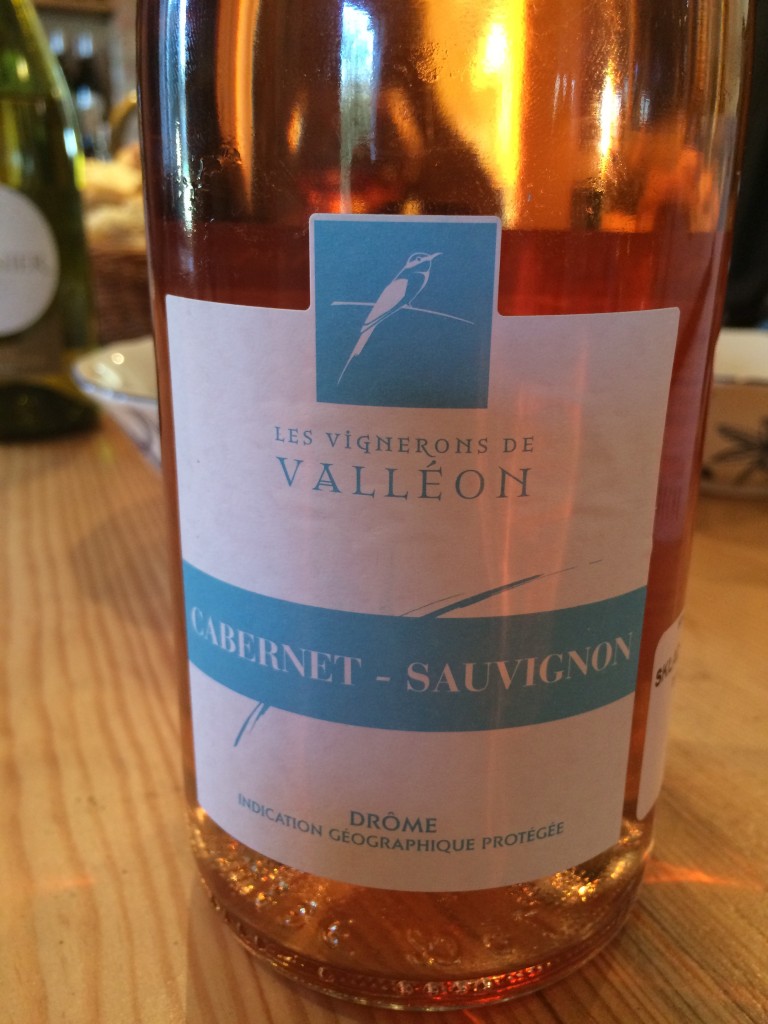 LES VIGNERONS DE
VALLÉON
CABERNET - SAUVIGNON
DRÔME
INDICATION GÉOGRAPHIQUE PROTÉGÉE